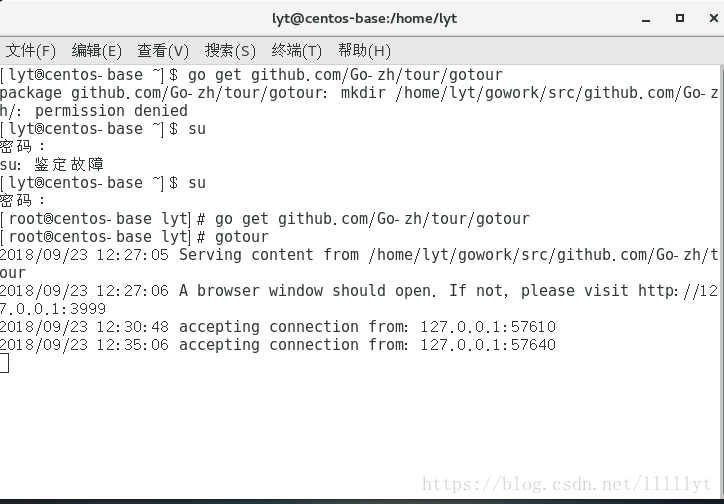 lyt@centos-base:/home/lyt
文件(F) 编辑(E) 查看(V) 搜索(S) 终端(T) 帮助(H)
[lyt@centos-base ~]$ go get github.com/Go-zh/tour/gotour
package github.com/Go-zh/tour/gotour: mkdir /home/lyt/gowork/src/github.com/Go-z
h/: permission denied
[lyt@centos-base ~]$ su
密码：
su: 鉴定故障
[lyt@centos-base ~]$ su
密码：
[root@centos-base lyt]# go get github.com/Go-zh/tour/gotour
[root@centos-base lyt]# gotour
2018/09/23 12:27:05 Serving content from /home/lyt/gowork/src/github.com/Go-zh/t
our
2018/09/23 12:27:06 A browser window should open. If not, please visit http://12
7.0.0.1:3999
2018/09/23 12:30:48 accepting connection from: 127.0.0.1:57610
2018/09/23 12:35:06 accepting connection from: 127.0.0.1:57640
https://blog.csdn.net/lllllyt